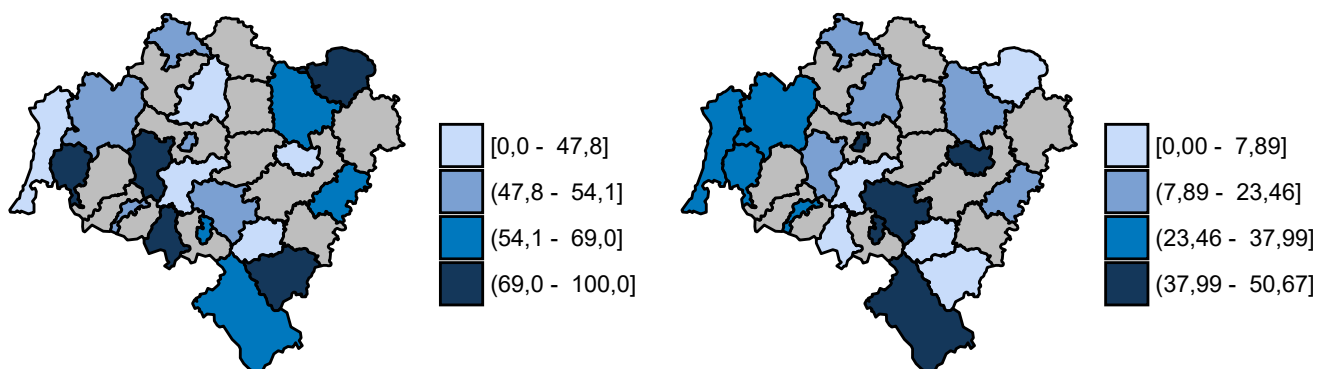 [0,0 - 47,8]
(47,8 - 54,1]
(54,1 - 69,0]
(69,0 - 100,0]
[0,00 - 7,89]
(7,89 - 23,46]
(23,46 - 37,99]
(37,99 - 50,67]